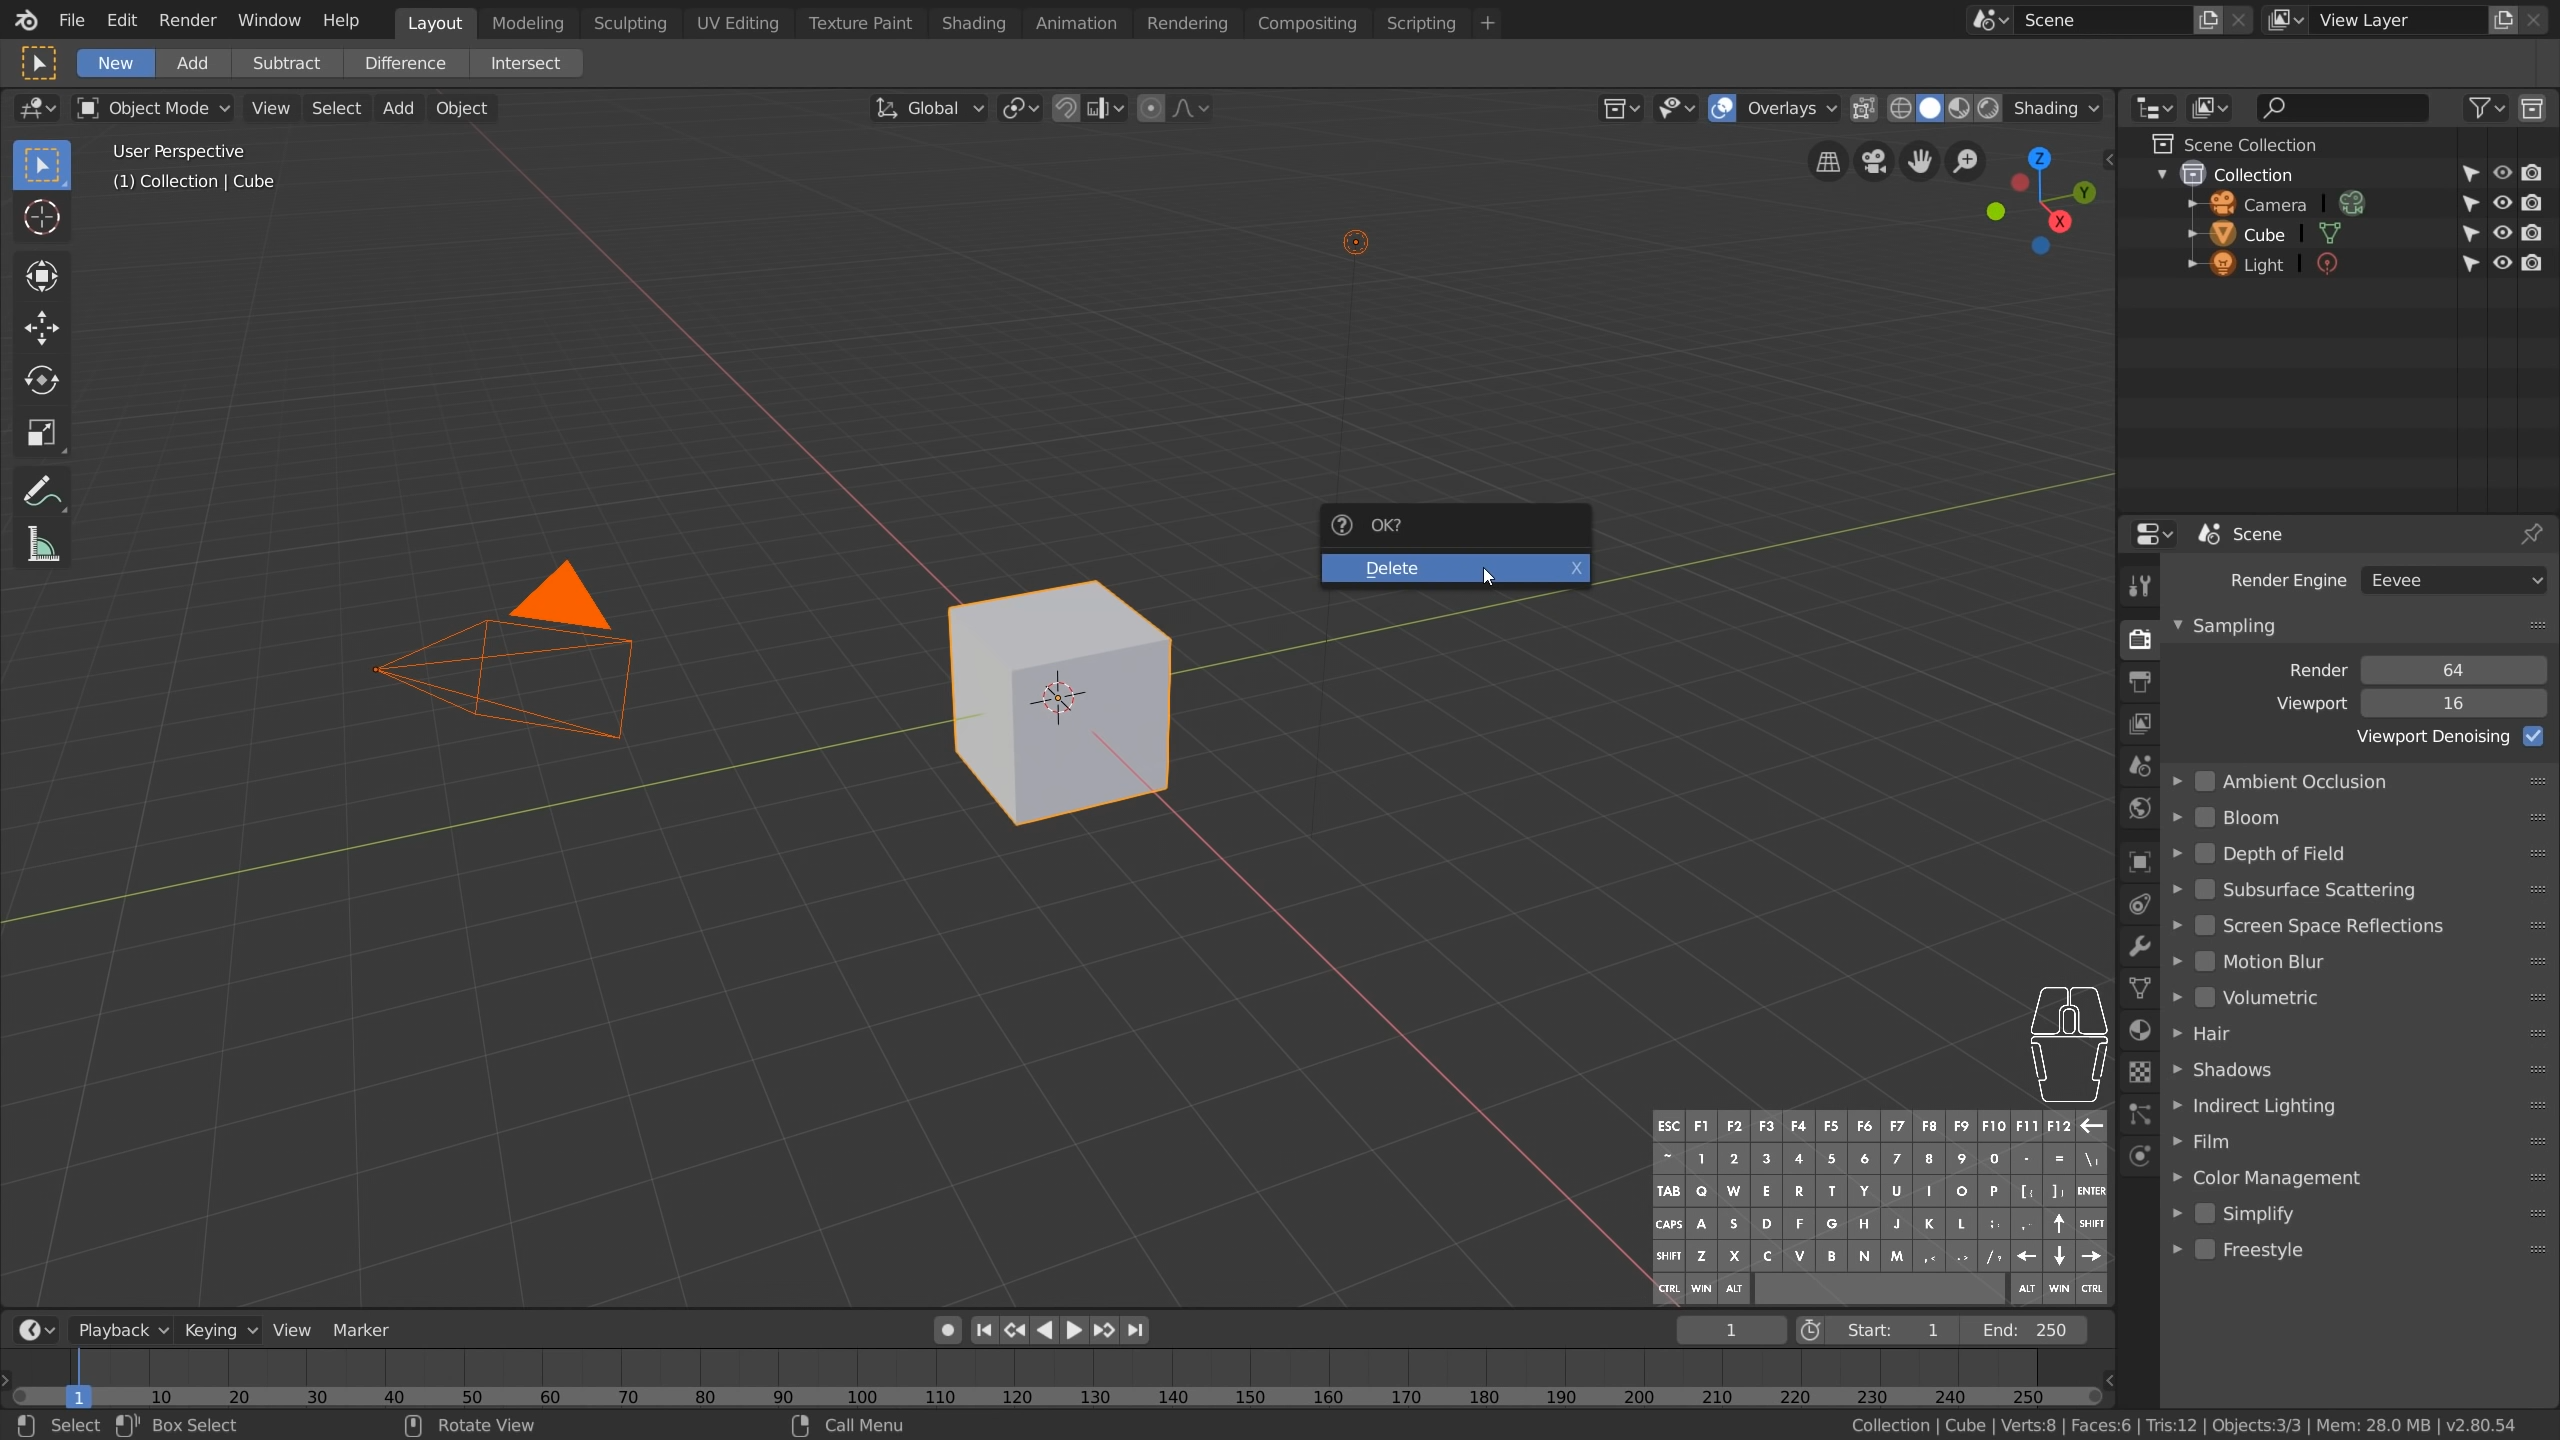 File Edit Render Window Help Layout Modeling Sculpting UV Editing Texture Paint Shading Animation Rendering Compositing Scripting + Scene View Layer
New Add Subtract Difference Intersect
Object Mode View Select Add Object Global Overlays Shading
User Perspective
(1) Collection | Cube
Z
Y
X
Scene Collection
Collection
Camera
Cube
Light
OK?
Delete X
Scene
Render Engine Eevee
Sampling
Render 64
Viewport 16
Viewport Denoising
Ambient Occlusion
Bloom
Depth of Field
Subsurface Scattering
Screen Space Reflections
Motion Blur
Volumetric
Hair
Shadows
Indirect Lighting
Film
Color Management
Simplify
Freestyle
ESC F1 F2 F3 F4 F5 F6 F7 F8 F9 F10 F11 F12 ←
~ 1 2 3 4 5 6 7 8 9 0 - = \
TAB Q W E R T Y U I O P [ ] ENTER
CAPS A S D F G H J K L ; ↑ SHIFT
SHIFT Z X C V B N M , . / ← ↓ →
CTRL WIN ALT ALT WIN CTRL
Playback Keying View Marker 1 Start: 1 End: 250
1 10 20 30 40 50 60 70 80 90 100 110 120 130 140 150 160 170 180 190 200 210 220 230 240 250
Select Box Select Rotate View Call Menu Collection | Cube | Verts:8 | Faces:6 | Tris:12 | Objects:3/3 | Mem: 28.0 MB | v2.80.54